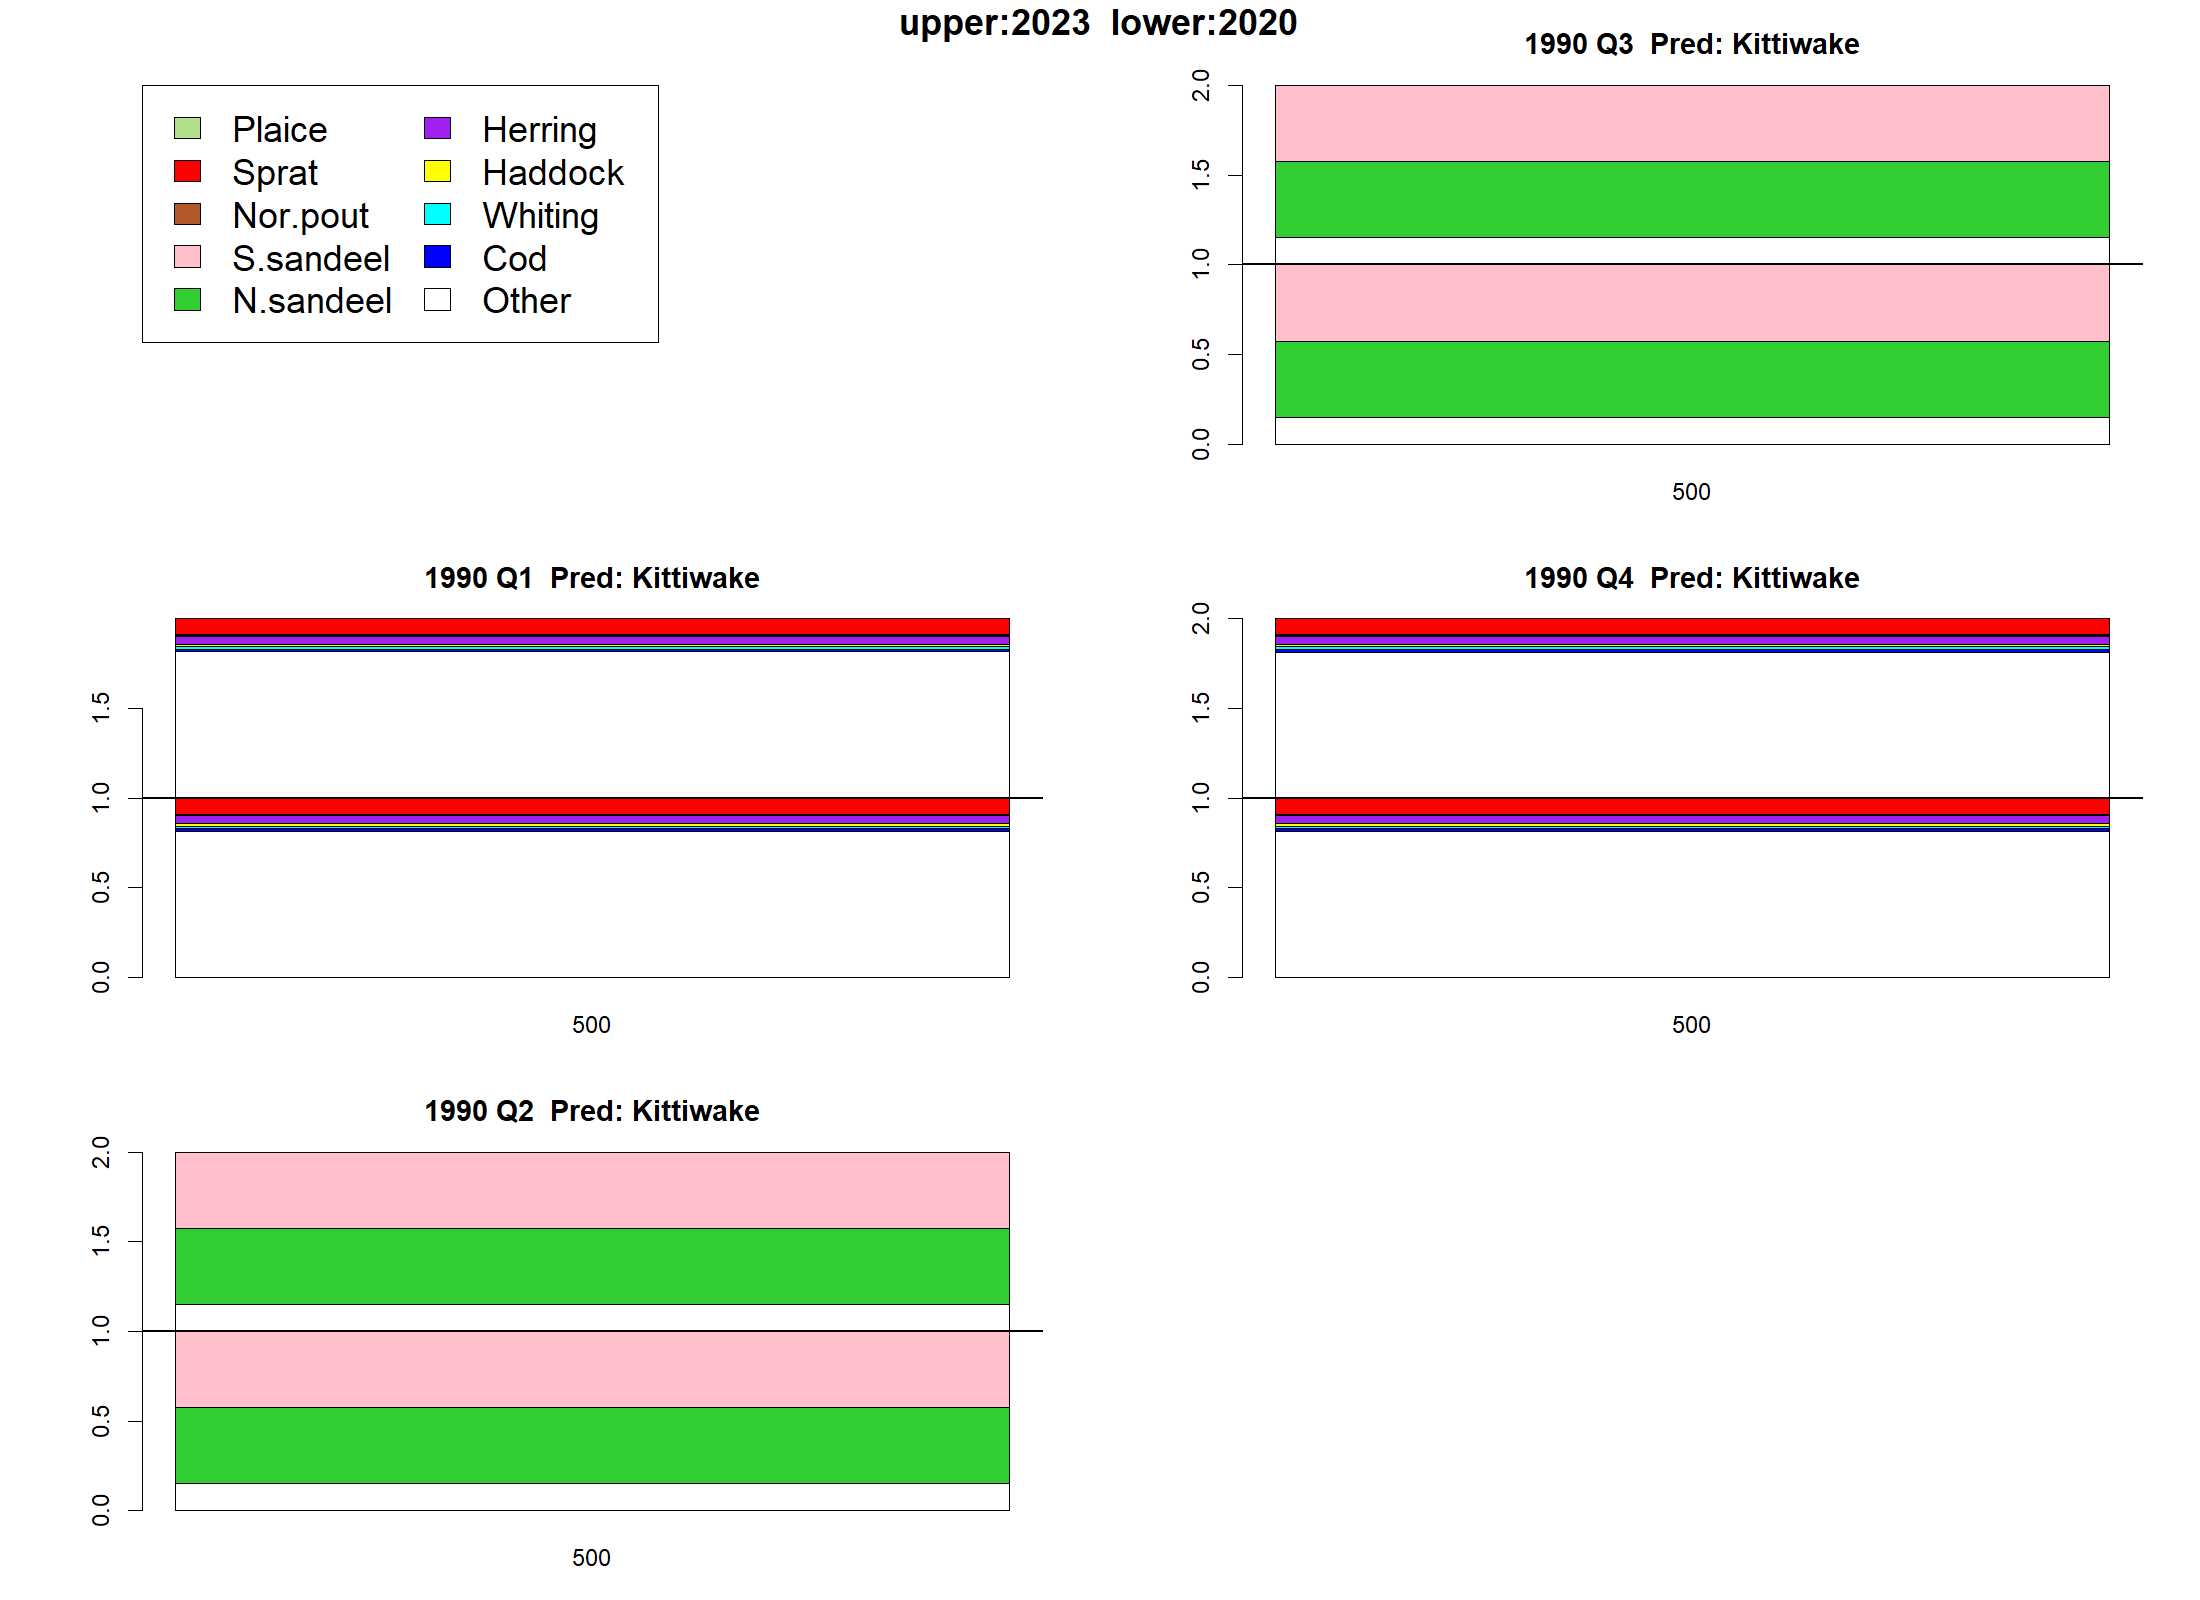 upper:2023  lower:2020
Plaice
Sprat
Nor.pout
S.sandeel
N.sandeel
Herring
Haddock
Whiting
Cod
Other
1990 Q3  Pred: Kittiwake
2.0
1.5
1.0
0.5
0.0
500
1990 Q1  Pred: Kittiwake
1.5
1.0
0.5
0.0
500
1990 Q4  Pred: Kittiwake
2.0
1.5
1.0
0.5
0.0
500
1990 Q2  Pred: Kittiwake
2.0
1.5
1.0
0.5
0.0
500